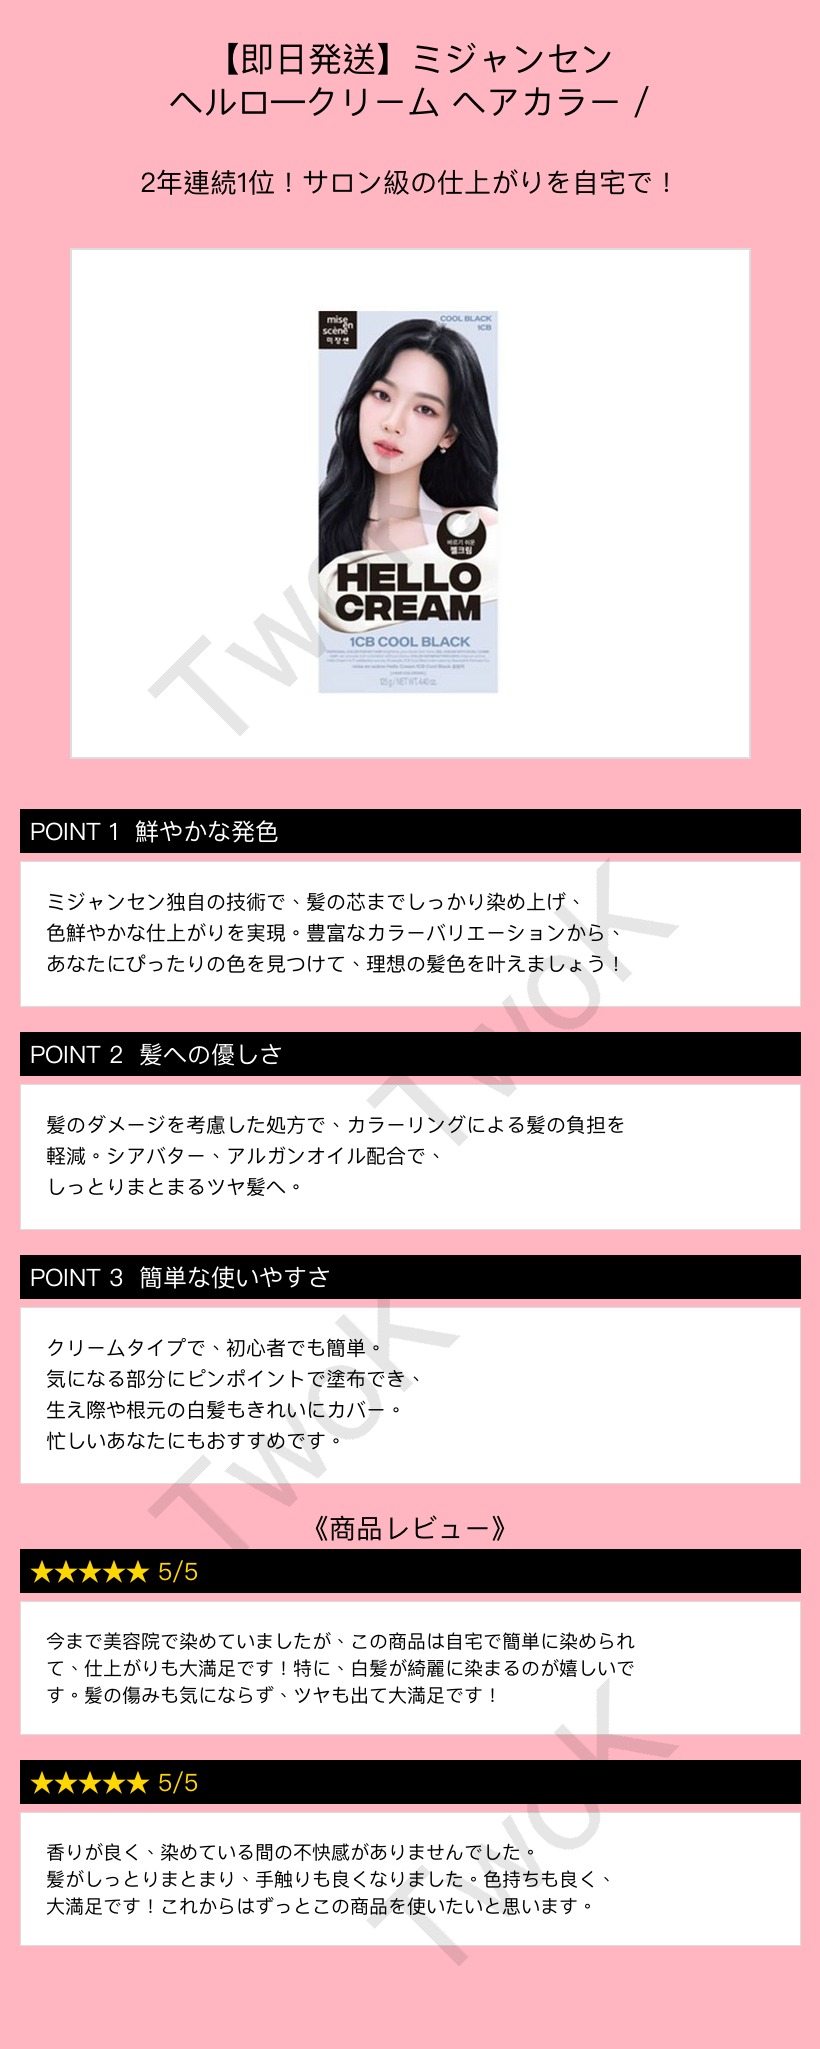 【即日発送】ミジャンセン
ヘルロークリーム ヘアカラー /
2年連続1位！サロン級の仕上がりを自宅で！
mise
en
scène
미장센
COOL BLACK
1CB
바르기 쉬운
젤크림
HELLO
CREAM
1CB COOL BLACK
125g / NET WT. 4.40 oz.
POINT 1 鮮やかな発色
ミジャンセン独自の技術で、髪の芯までしっかり染め上げ、
色鮮やかな仕上がりを実現。豊富なカラーバリエーションから、
あなたにぴったりの色を見つけて、理想の髪色を叶えましょう！
POINT 2 髪への優しさ
髪のダメージを考慮した処方で、カラーリングによる髪の負担を
軽減。シアバター、アルガンオイル配合で、
しっとりまとまるツヤ髪へ。
POINT 3 簡単な使いやすさ
クリームタイプで、初心者でも簡単。
気になる部分にピンポイントで塗布でき、
生え際や根元の白髪もきれいにカバー。
忙しいあなたにもおすすめです。
《商品レビュー》
★★★★★ 5/5
今まで美容院で染めていましたが、この商品は自宅で簡単に染められ
て、仕上がりも大満足です！特に、白髪が綺麗に染まるのが嬉しいで
す。髪の傷みも気にならず、ツヤも出て大満足です！
★★★★★ 5/5
香りが良く、染めている間の不快感がありませんでした。
髪がしっとりまとまり、手触りも良くなりました。色持ちも良く、
大満足です！これからはずっとこの商品を使いたいと思います。
TwoK
TwoK
TwoK
TwoK